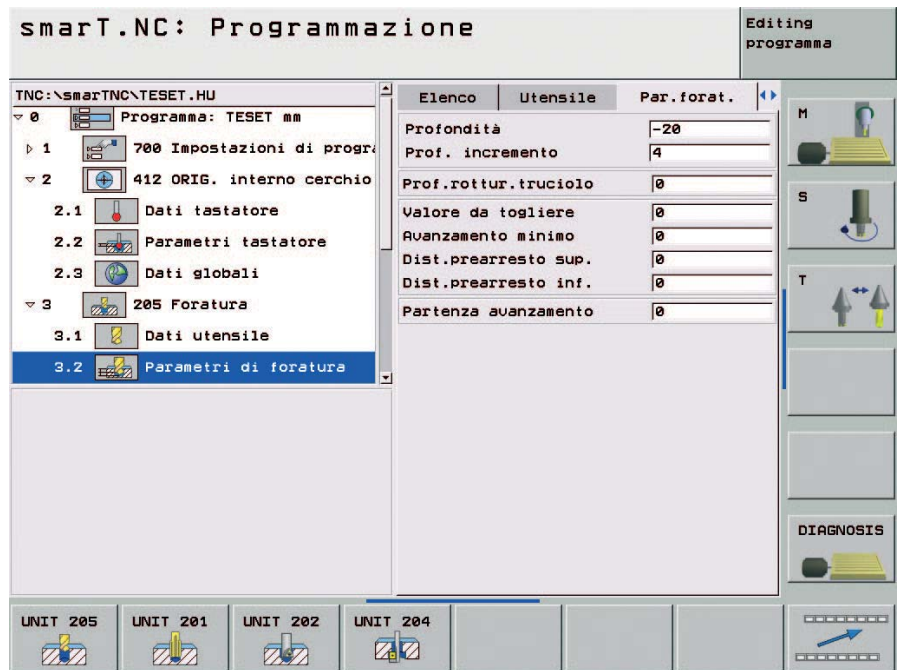 smarT.NC: Programmazione
Editing
programma
TNC:\smarTNC\TESET.HU
0 Programma: TESET mm
1 700 Impostazioni di progra
2 412 ORIG. interno cerchio
2.1 Dati tastatore
2.2 Parametri tastatore
2.3 Dati globali
3 205 Foratura
3.1 Dati utensile
3.2 Parametri di foratura
Elenco Utensile Par.forat.
Profondità -20
Prof. incremento 4
Prof.rottur.truciolo 0
Valore da togliere 0
Avanzamento minimo 0
Dist.prearresto sup. 0
Dist.prearresto inf. 0
Partenza avanzamento 0
M
S
T
DIAGNOSIS
UNIT 205 UNIT 201 UNIT 202 UNIT 204